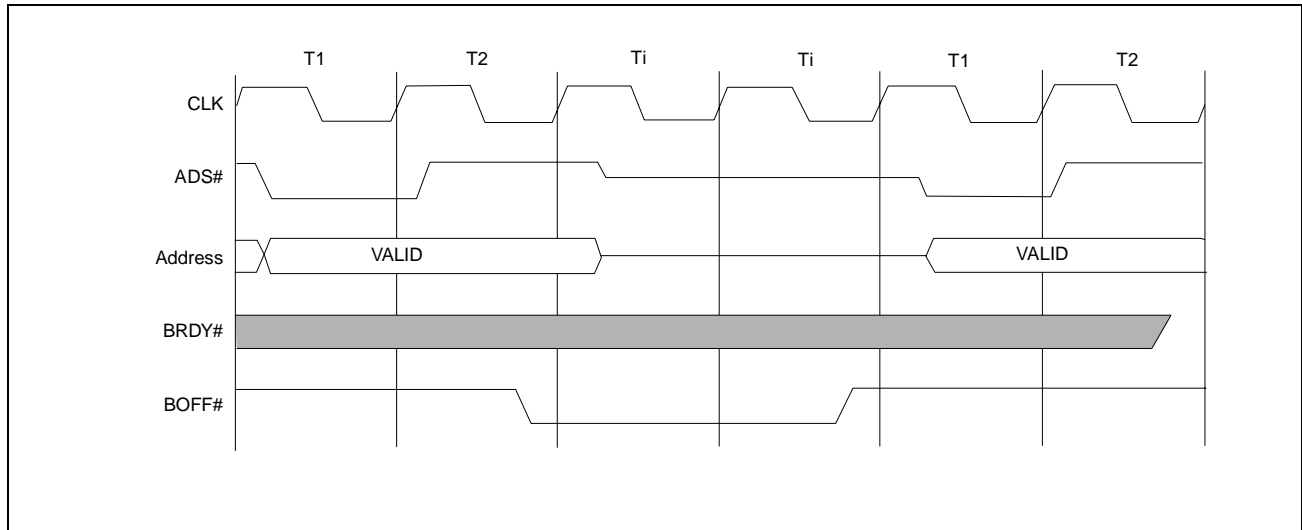 T1 T2 Ti Ti T1 T2
CLK
ADS#
Address VALID VALID
BRDY#
BOFF#